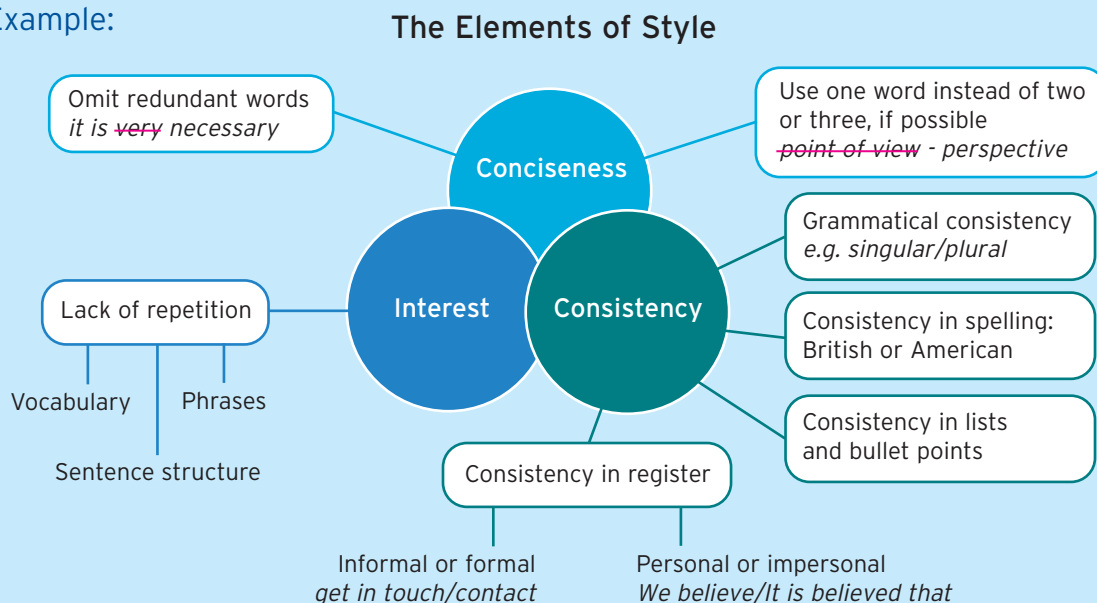 Example:
The Elements of Style
Omit redundant words
it is very necessary
Use one word instead of two
or three, if possible
point of view - perspective
Conciseness
Interest
Consistency
Grammatical consistency
e.g. singular/plural
Consistency in spelling:
British or American
Consistency in lists
and bullet points
Lack of repetition
Vocabulary
Phrases
Sentence structure
Consistency in register
Informal or formal
get in touch/contact
Personal or impersonal
We believe/It is believed that